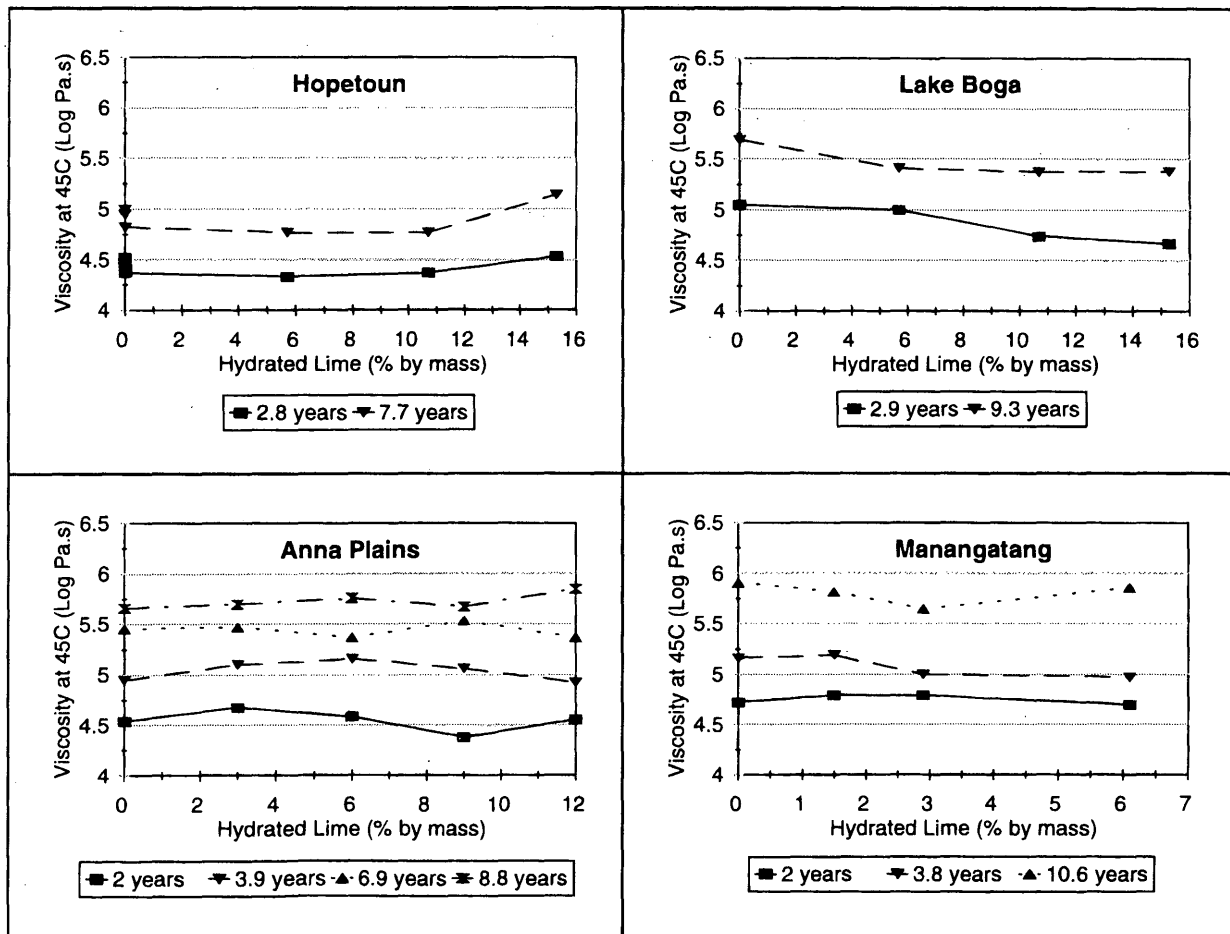 Hopetoun
Viscosity at 45C (Log Pa.s)
6.5
6
5.5
5
4.5
4
0 2 4 6 8 10 12 14 16
Hydrated Lime (% by mass)
2.8 years 7.7 years
Lake Boga
Viscosity at 45C (Log Pa.s)
6.5
6
5.5
5
4.5
4
0 2 4 6 8 10 12 14 16
Hydrated Lime (% by mass)
2.9 years 9.3 years
Anna Plains
Viscosity at 45C (Log Pa.s)
6.5
6
5.5
5
4.5
4
0 2 4 6 8 10 12
Hydrated Lime (% by mass)
2 years 3.9 years 6.9 years 8.8 years
Manangatang
Viscosity at 45C (Log Pa.s)
6.5
6
5.5
5
4.5
4
0 1 2 3 4 5 6 7
Hydrated Lime (% by mass)
2 years 3.8 years 10.6 years